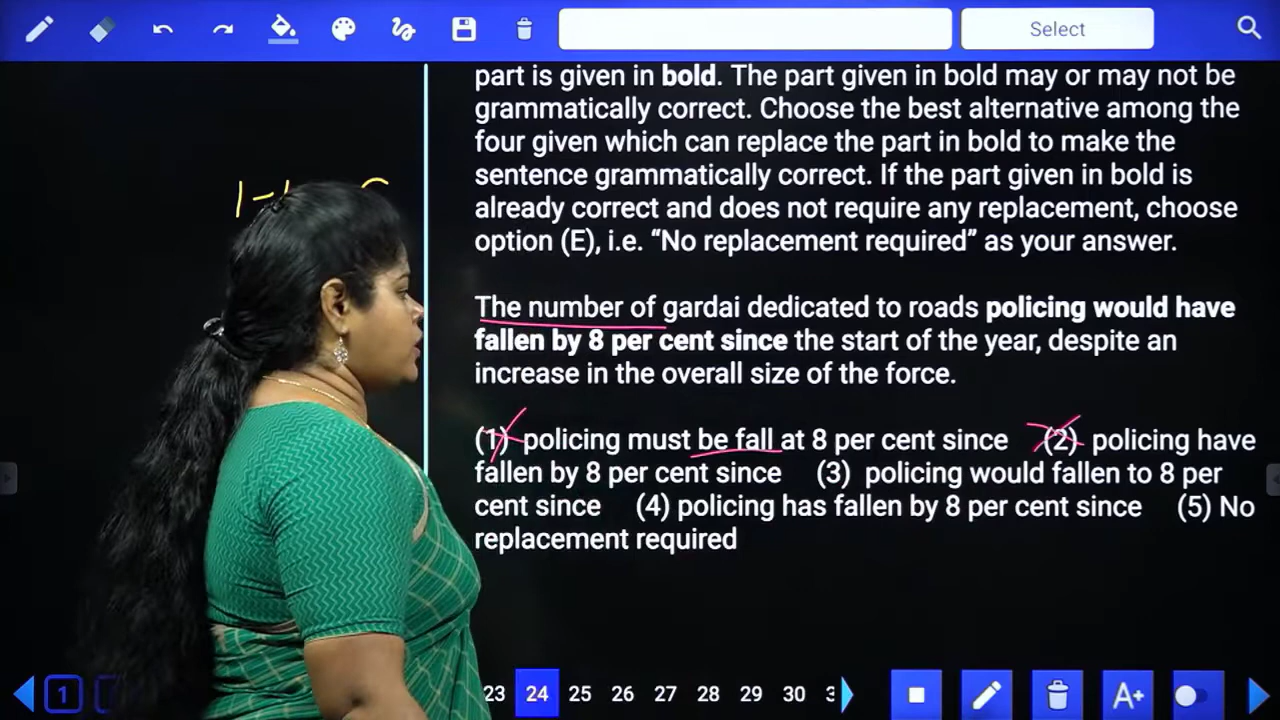 Select
part is given in bold. The part given in bold may or may not be
grammatically correct. Choose the best alternative among the
four given which can replace the part in bold to make the
sentence grammatically correct. If the part given in bold is
already correct and does not require any replacement, choose
option (E), i.e. “No replacement required” as your answer.
The number of gardai dedicated to roads policing would have
fallen by 8 per cent since the start of the year, despite an
increase in the overall size of the force.
(1) policing must be fall at 8 per cent since (2) policing have
fallen by 8 per cent since (3) policing would fallen to 8 per
cent since (4) policing has fallen by 8 per cent since (5) No
replacement required
1 23 24 25 26 27 28 29 30 A+